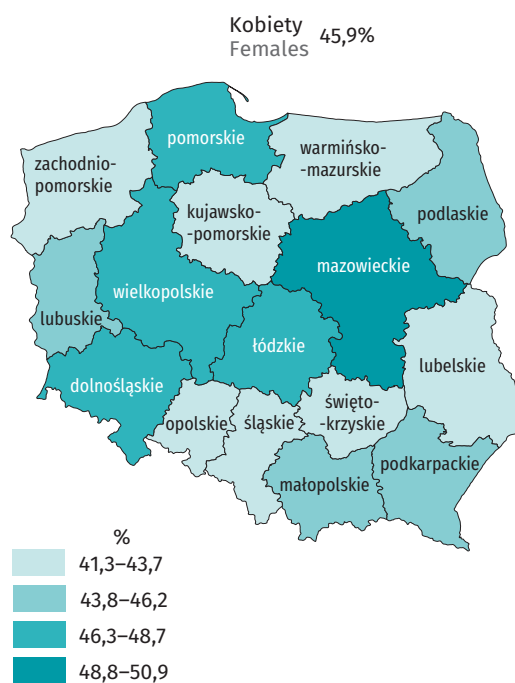 Kobiety
Females 45,9%
pomorskie
warmińsko-
-mazurskie
zachodnio-
pomorskie
kujawsko-
-pomorskie
podlaskie
mazowieckie
wielkopolskie
lubuskie
łódzkie
lubelskie
dolnośląskie
opolskie
śląskie
święto-
-krzyskie
podkarpackie
małopolskie
%
41,3–43,7
43,8–46,2
46,3–48,7
48,8–50,9